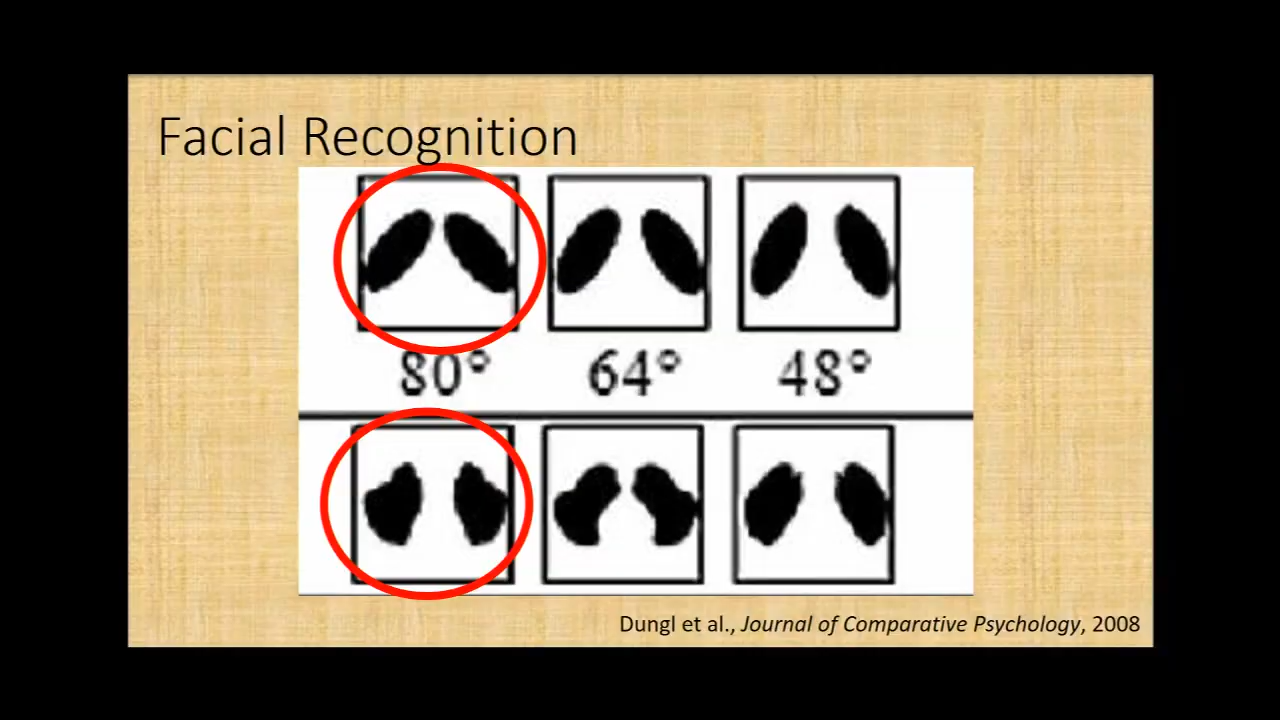 Facial Recognition
80° 64° 48°
Dungl et al., Journal of Comparative Psychology, 2008